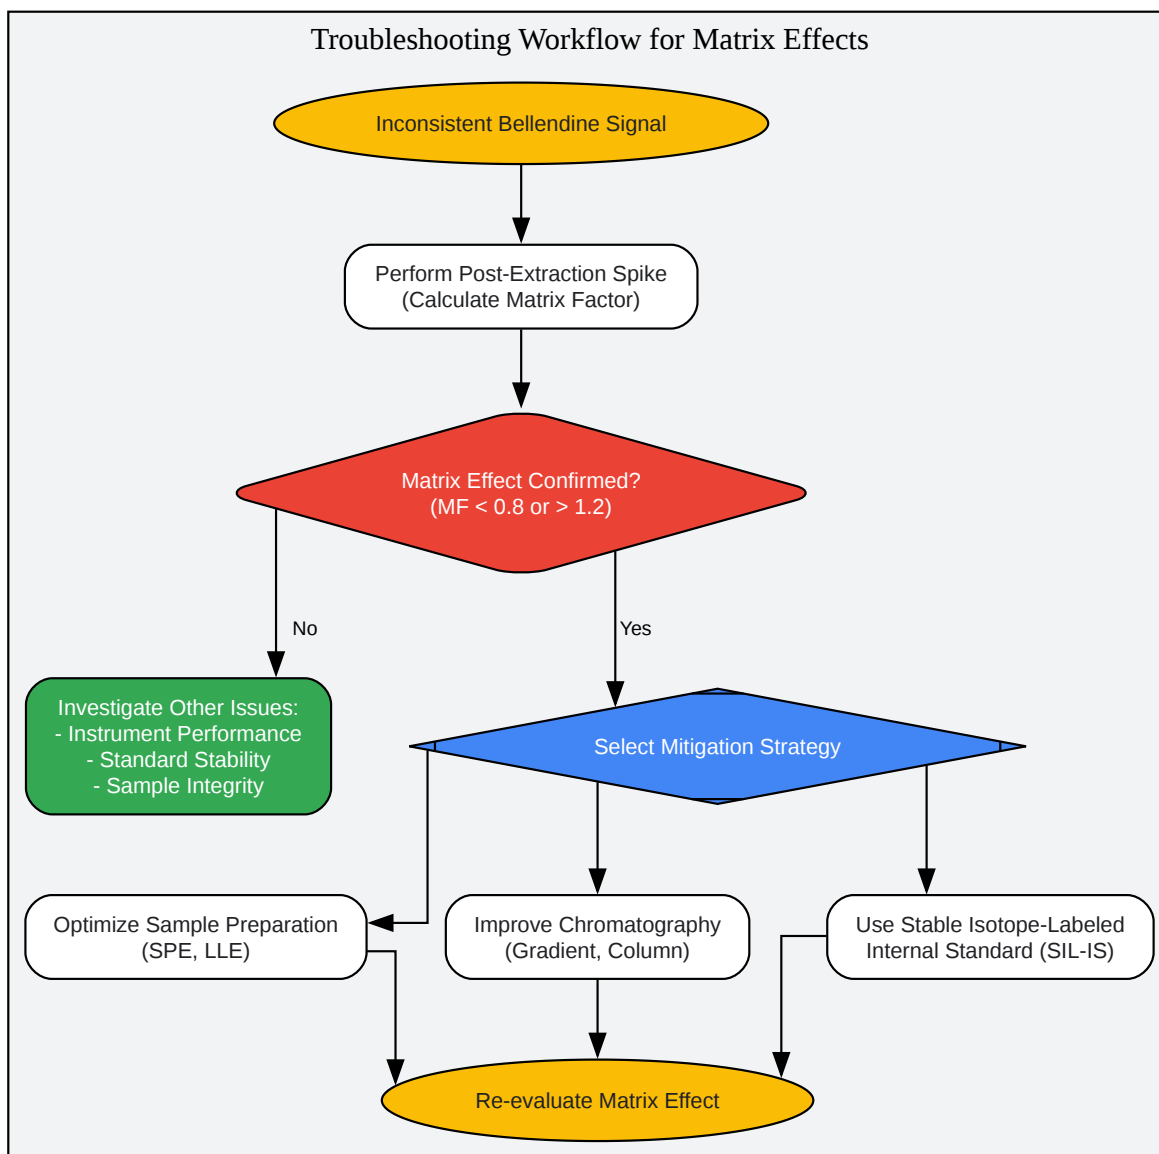 Troubleshooting Workflow for Matrix Effects
Inconsistent Bellendine Signal
Perform Post-Extraction Spike
(Calculate Matrix Factor)
Matrix Effect Confirmed?
(MF < 0.8 or > 1.2)
No
Yes
Investigate Other Issues:
- Instrument Performance
- Standard Stability
- Sample Integrity
Select Mitigation Strategy
Optimize Sample Preparation
(SPE, LLE)
Improve Chromatography
(Gradient, Column)
Use Stable Isotope-Labeled
Internal Standard (SIL-IS)
Re-evaluate Matrix Effect